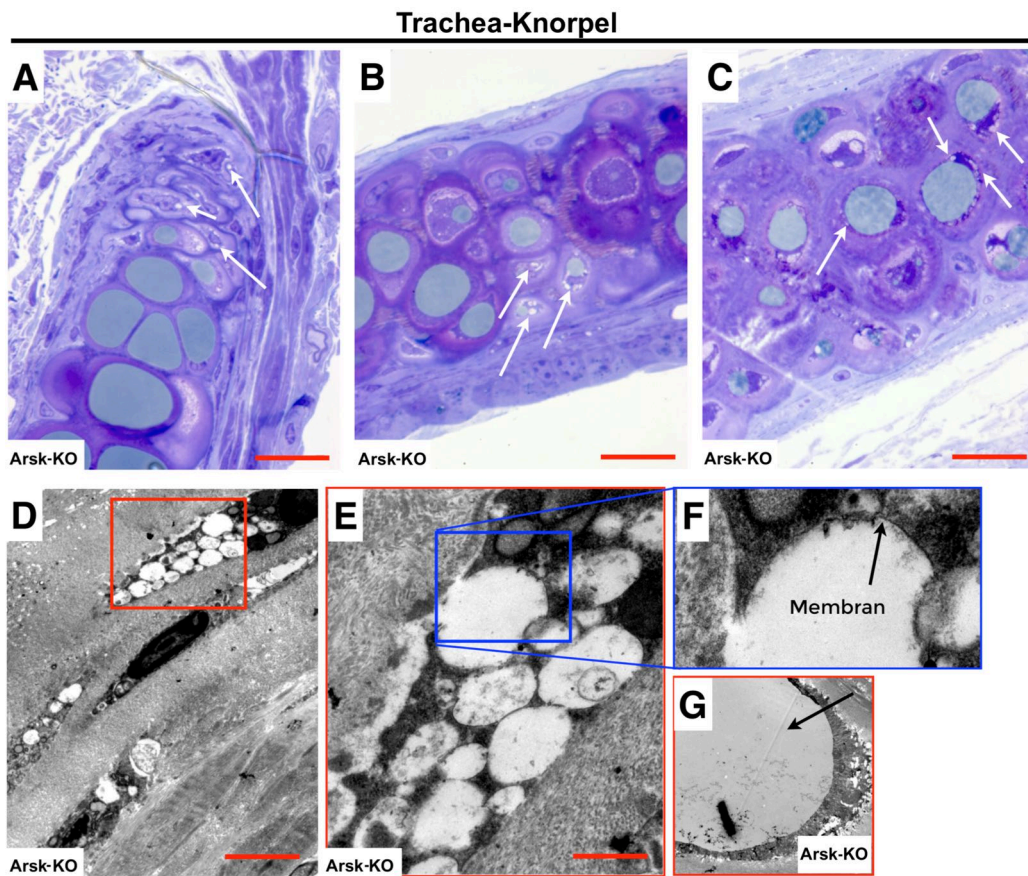 Trachea-Knorpel
A
B
C
Arsk-KO
Arsk-KO
Arsk-KO
D
E
F
Membran
G
Arsk-KO
Arsk-KO
Arsk-KO